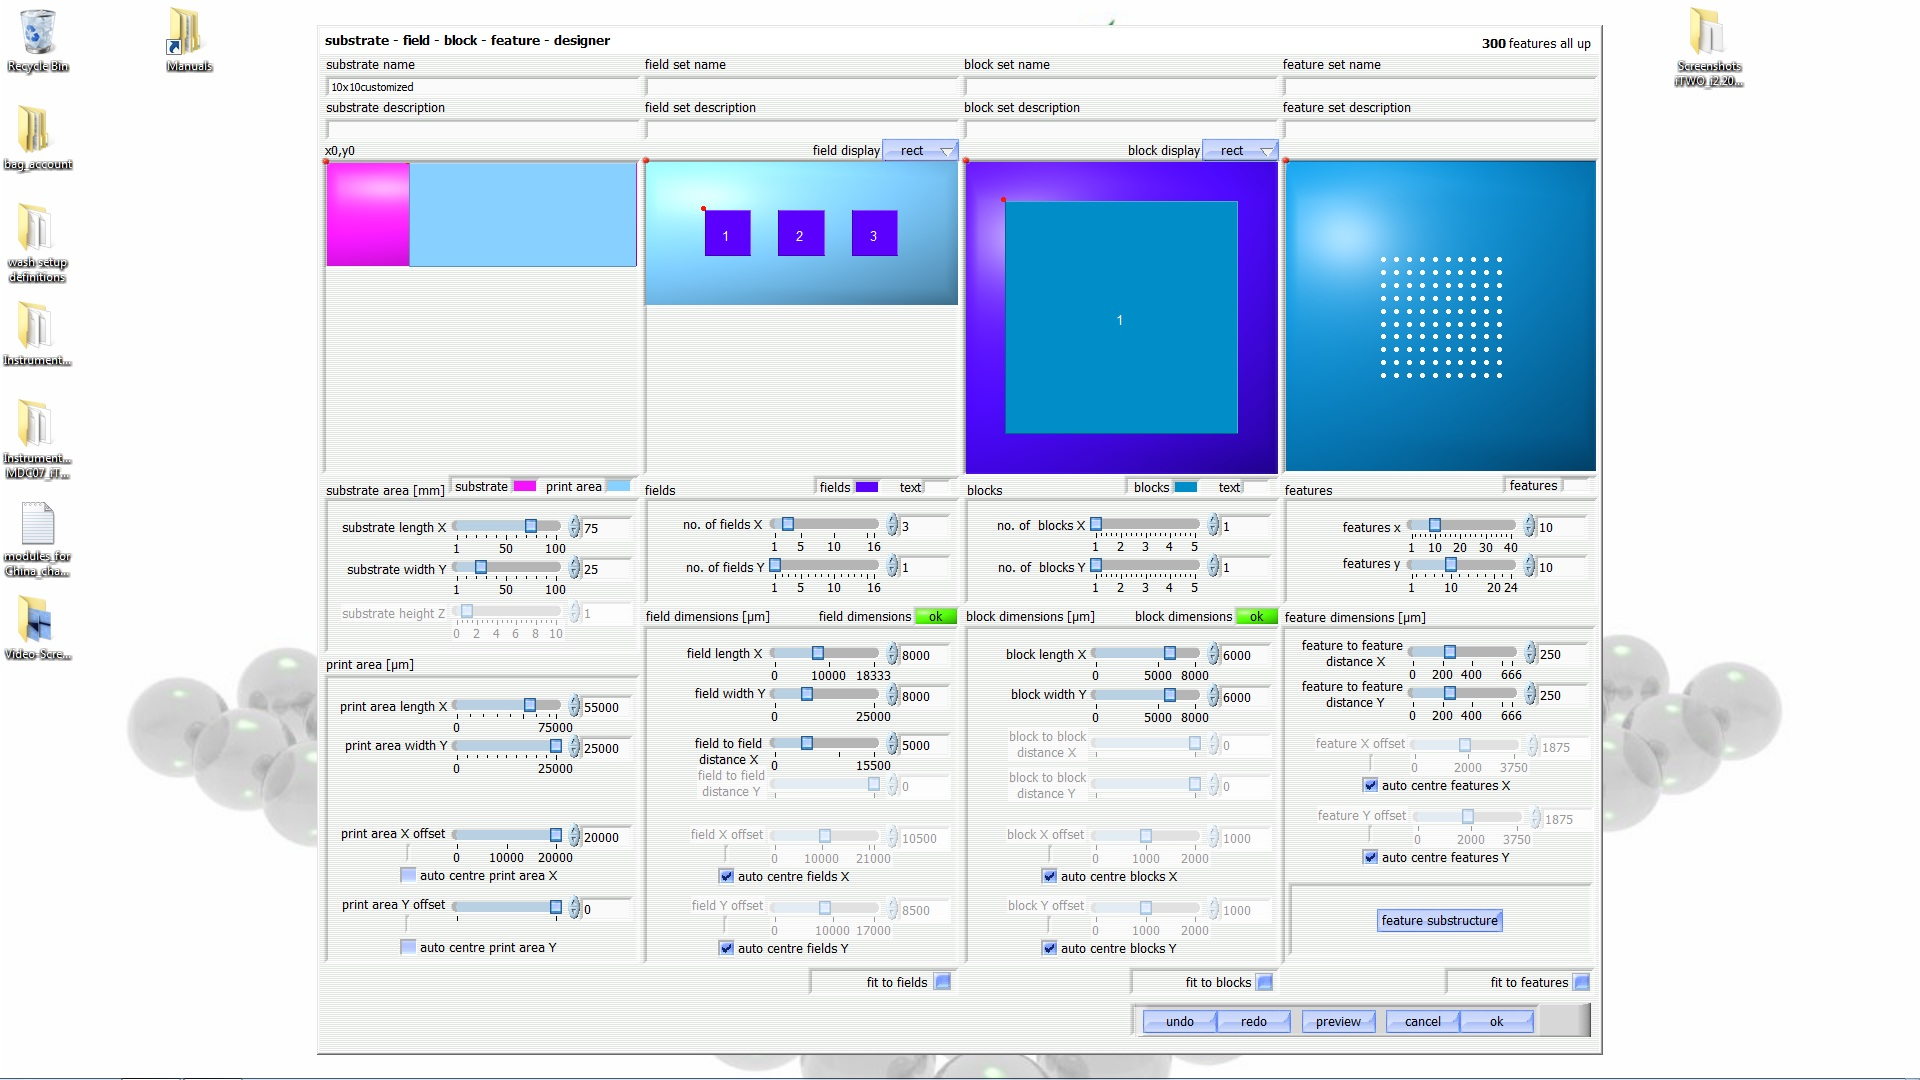 Recycle Bin
Manuals
bag_account
wash setup
definitions
Instrument...
Instrument...
MDC07_iT...
modules_for
China_cha...
Video-Scre...
Screenshots
iTWO_i2.20...
substrate - field - block - feature - designer
300 features all up
substrate name
field set name
block set name
feature set name
10x10customized
substrate description
field set description
block set description
feature set description
x0,y0
field display rect
block display rect
1 2 3
1
substrate area [mm] substrate print area
fields fields text
blocks blocks text
features features
substrate length X 75
1 50 100
substrate width Y 25
1 50 100
substrate height Z 1
0 2 4 6 8 10
print area [µm]
print area length X 55000
0 75000
print area width Y 25000
0 25000
print area X offset 20000
0 10000 20000
auto centre print area X
print area Y offset 0
auto centre print area Y
no. of fields X 3
1 5 10 16
no. of fields Y 1
1 5 10 16
field dimensions [µm] field dimensions ok
field length X 8000
0 10000 18333
field width Y 8000
0 25000
field to field
distance X 5000
0 15500
field to field
distance Y 0
field X offset 10500
0 10000 21000
auto centre fields X
field Y offset 8500
0 10000 17000
auto centre fields Y
fit to fields
no. of blocks X 1
1 2 3 4 5
no. of blocks Y 1
1 2 3 4 5
block dimensions [µm] block dimensions ok
block length X 6000
0 5000 8000
block width Y 6000
0 5000 8000
block to block
distance X 0
block to block
distance Y 0
block X offset 1000
0 1000 2000
auto centre blocks X
block Y offset 1000
0 1000 2000
auto centre blocks Y
fit to blocks
features x 10
1 10 20 30 40
features y 10
1 10 20 24
feature dimensions [µm]
feature to feature
distance X 250
0 200 400 666
feature to feature
distance Y 250
0 200 400 666
feature X offset 1875
0 2000 3750
auto centre features X
feature Y offset 1875
0 2000 3750
auto centre features Y
feature substructure
fit to features
undo redo preview cancel ok